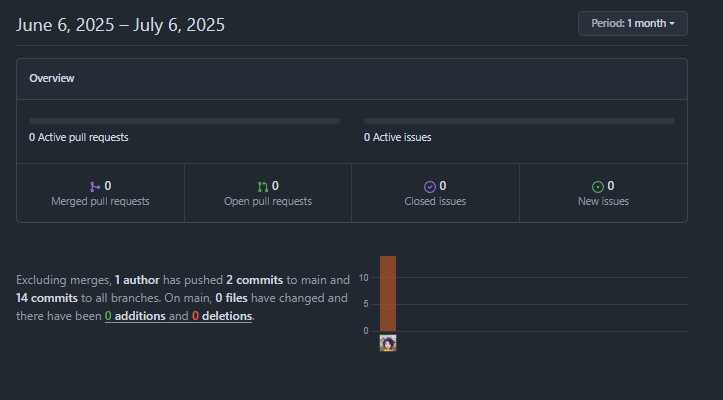 June 6, 2025 – July 6, 2025
Period: 1 month
Overview
0 Active pull requests
0 Active issues
0
Merged pull requests
0
Open pull requests
0
Closed issues
0
New issues
Excluding merges, 1 author has pushed 2 commits to main and
14 commits to all branches. On main, 0 files have changed and
there have been 0 additions and 0 deletions.
10
5
0